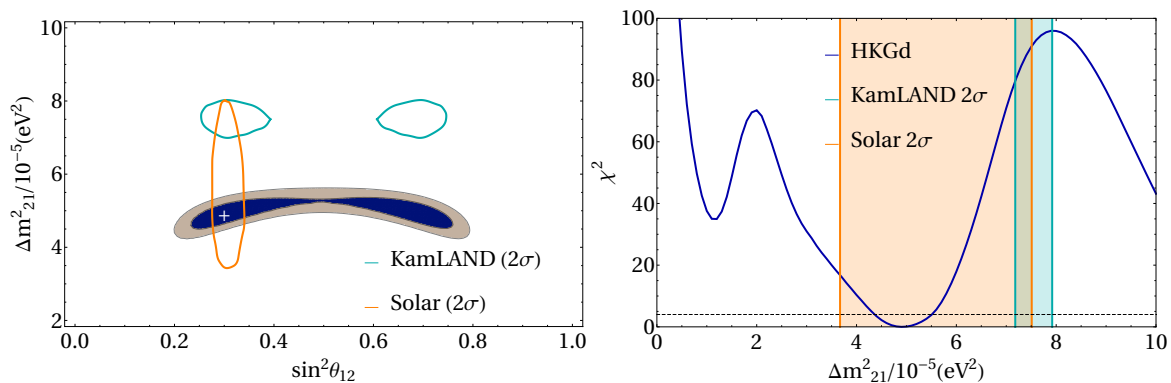 10
8
6
4
2
0.0 0.2 0.4 0.6 0.8 1.0
Δm²₂₁/10⁻⁵(eV²)
sin²θ₁₂
KamLAND (2σ)
Solar (2σ)
100
80
60
40
20
0
0 2 4 6 8 10
χ²
Δm²₂₁/10⁻⁵(eV²)
HKGd
KamLAND 2σ
Solar 2σ